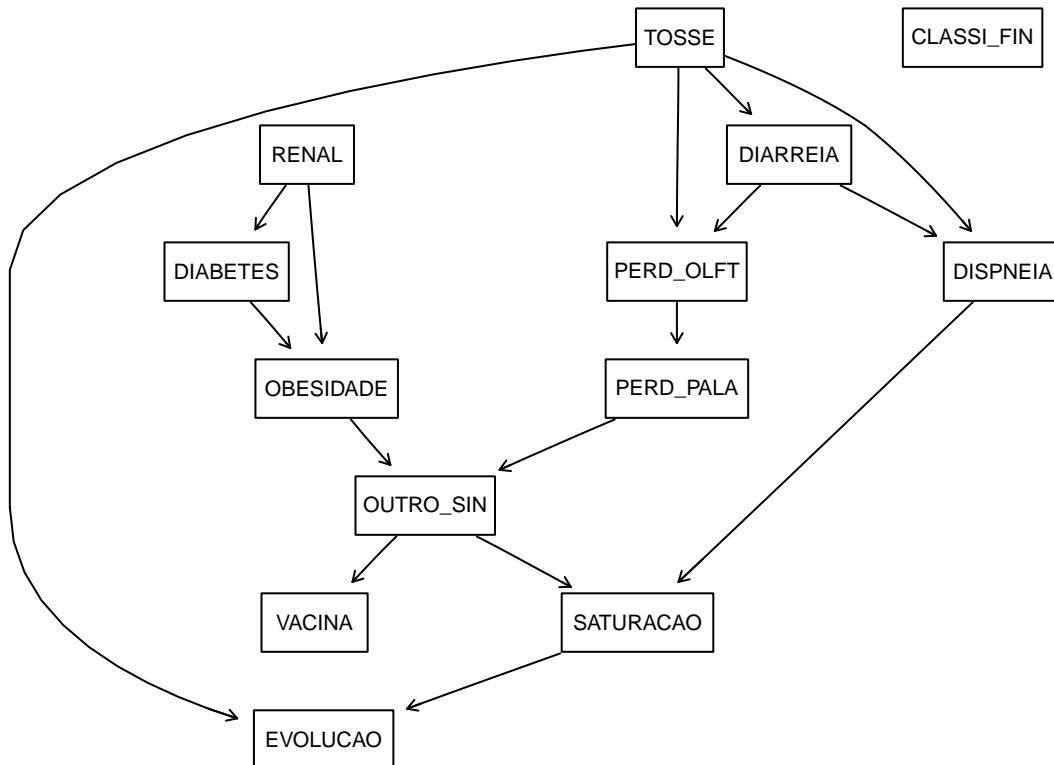 TOSSE
CLASSI_FIN
RENAL
DIARREIA
DIABETES
PERD_OLFT
DISPNEIA
OBESIDADE
PERD_PALA
OUTRO_SIN
VACINA
SATURACAO
EVOLUCAO